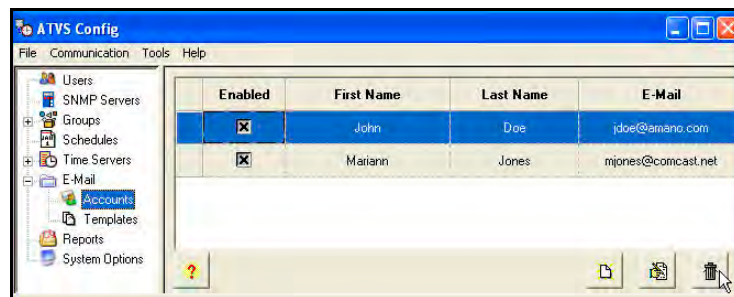 ATVS Config
File Communication Tools Help
Users
SNMP Servers
Groups
Schedules
Time Servers
E-Mail
Accounts
Templates
Reports
System Options
Enabled First Name Last Name E-Mail
John Doe jdoe@amano.com
Mariann Jones mjones@comcast.net
?